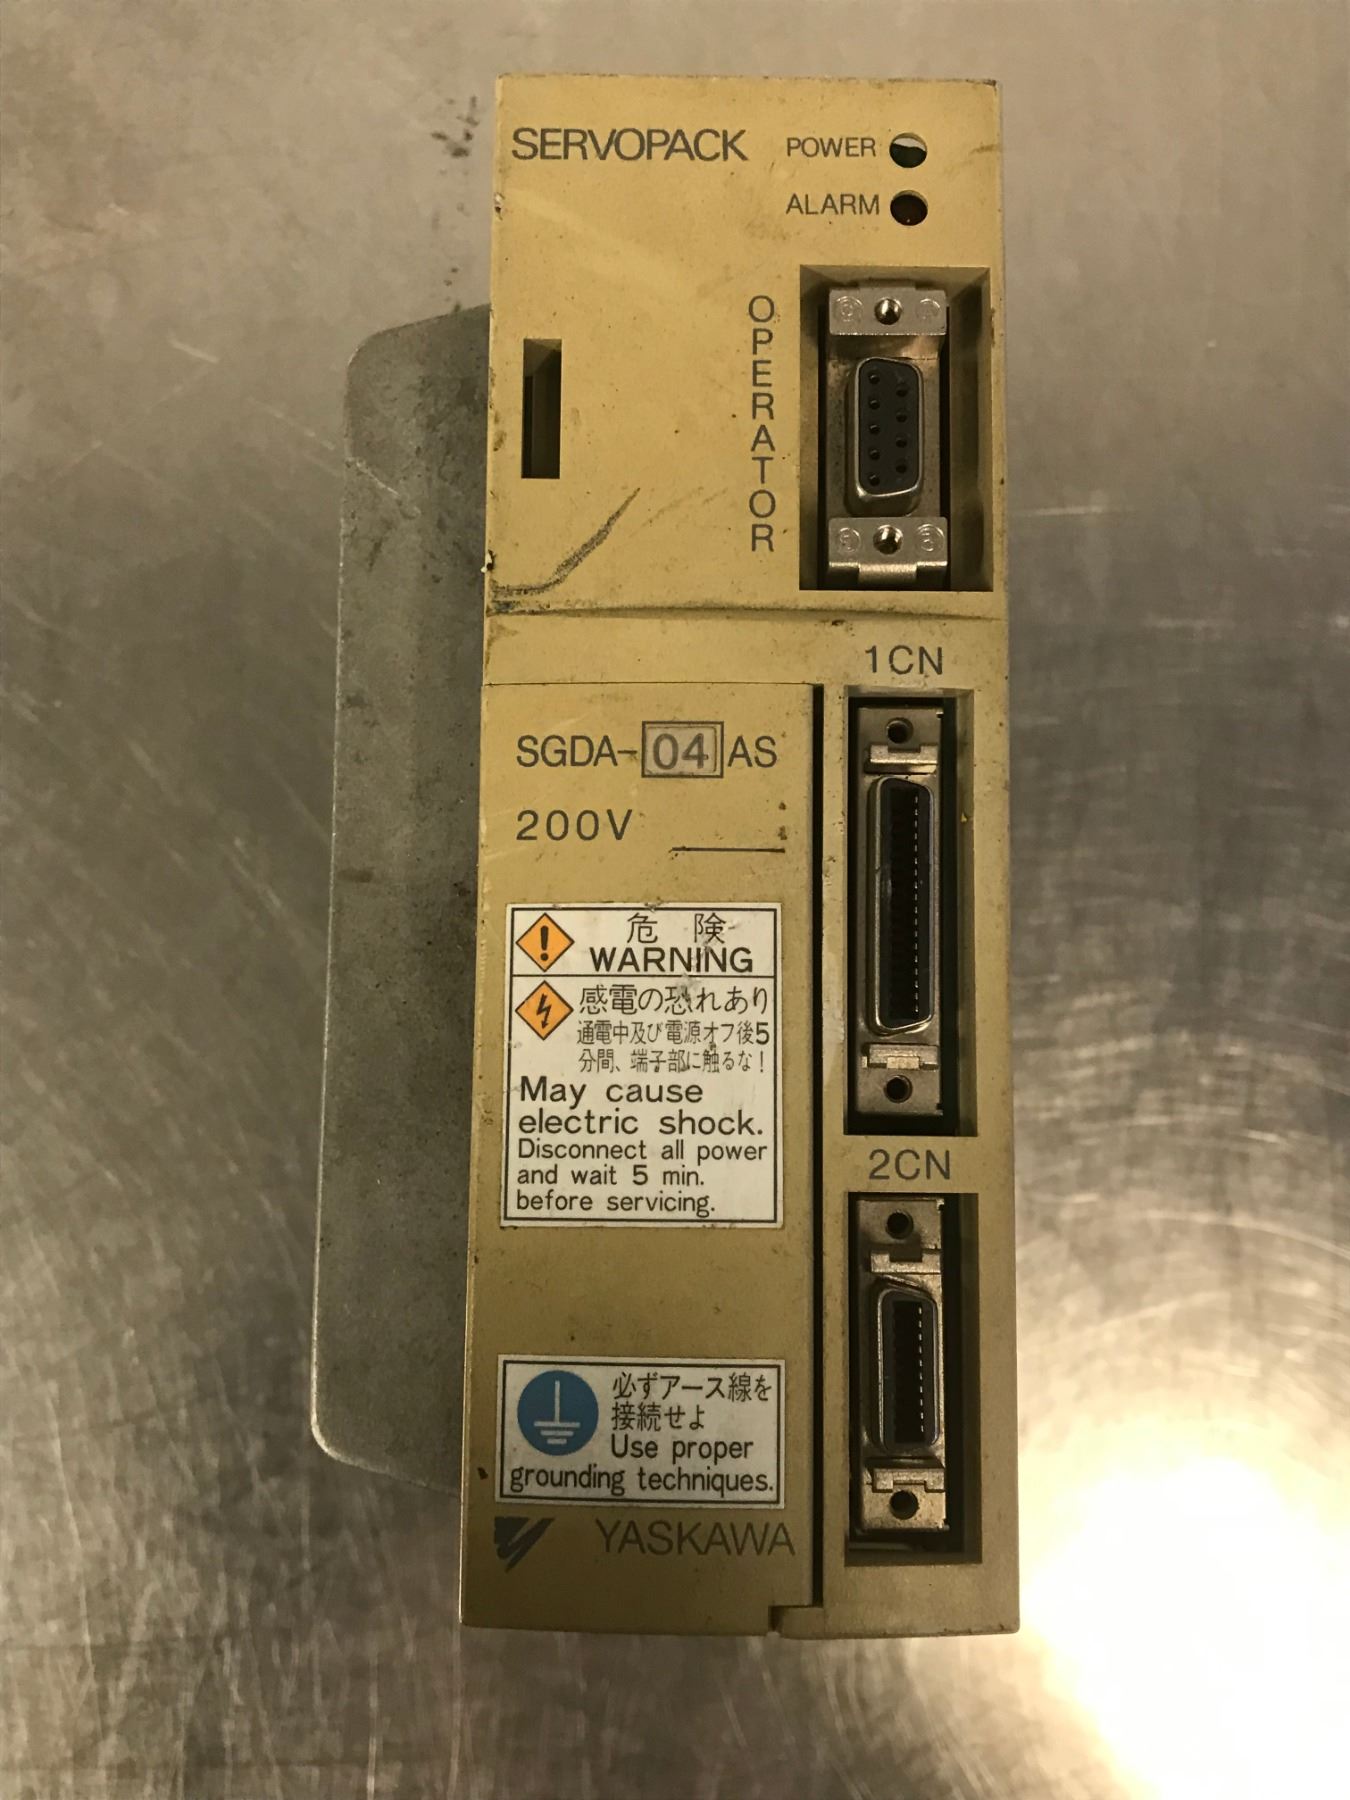 SERVOPACK
POWER
ALARM
OPERATOR
1CN
SGDA-04AS
200V
危険
WARNING
感電の恐れあり
通電中及び電源オフ後5
分間、端子部に触るな!
May cause
electric shock.
Disconnect all power
and wait 5 min.
before servicing.
2CN
必ずアース線を
接続せよ
Use proper
grounding techniques.
YASKAWA